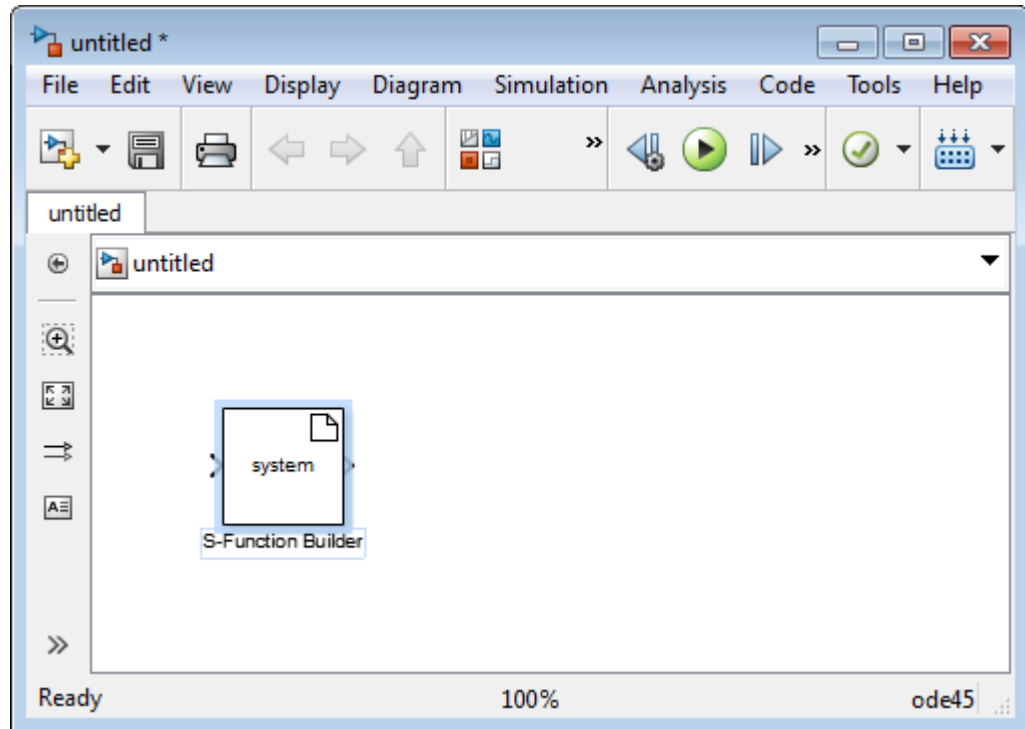 untitled *
File Edit View Display Diagram Simulation Analysis Code Tools Help
untitled
untitled
system
S-Function Builder
Ready 100% ode45